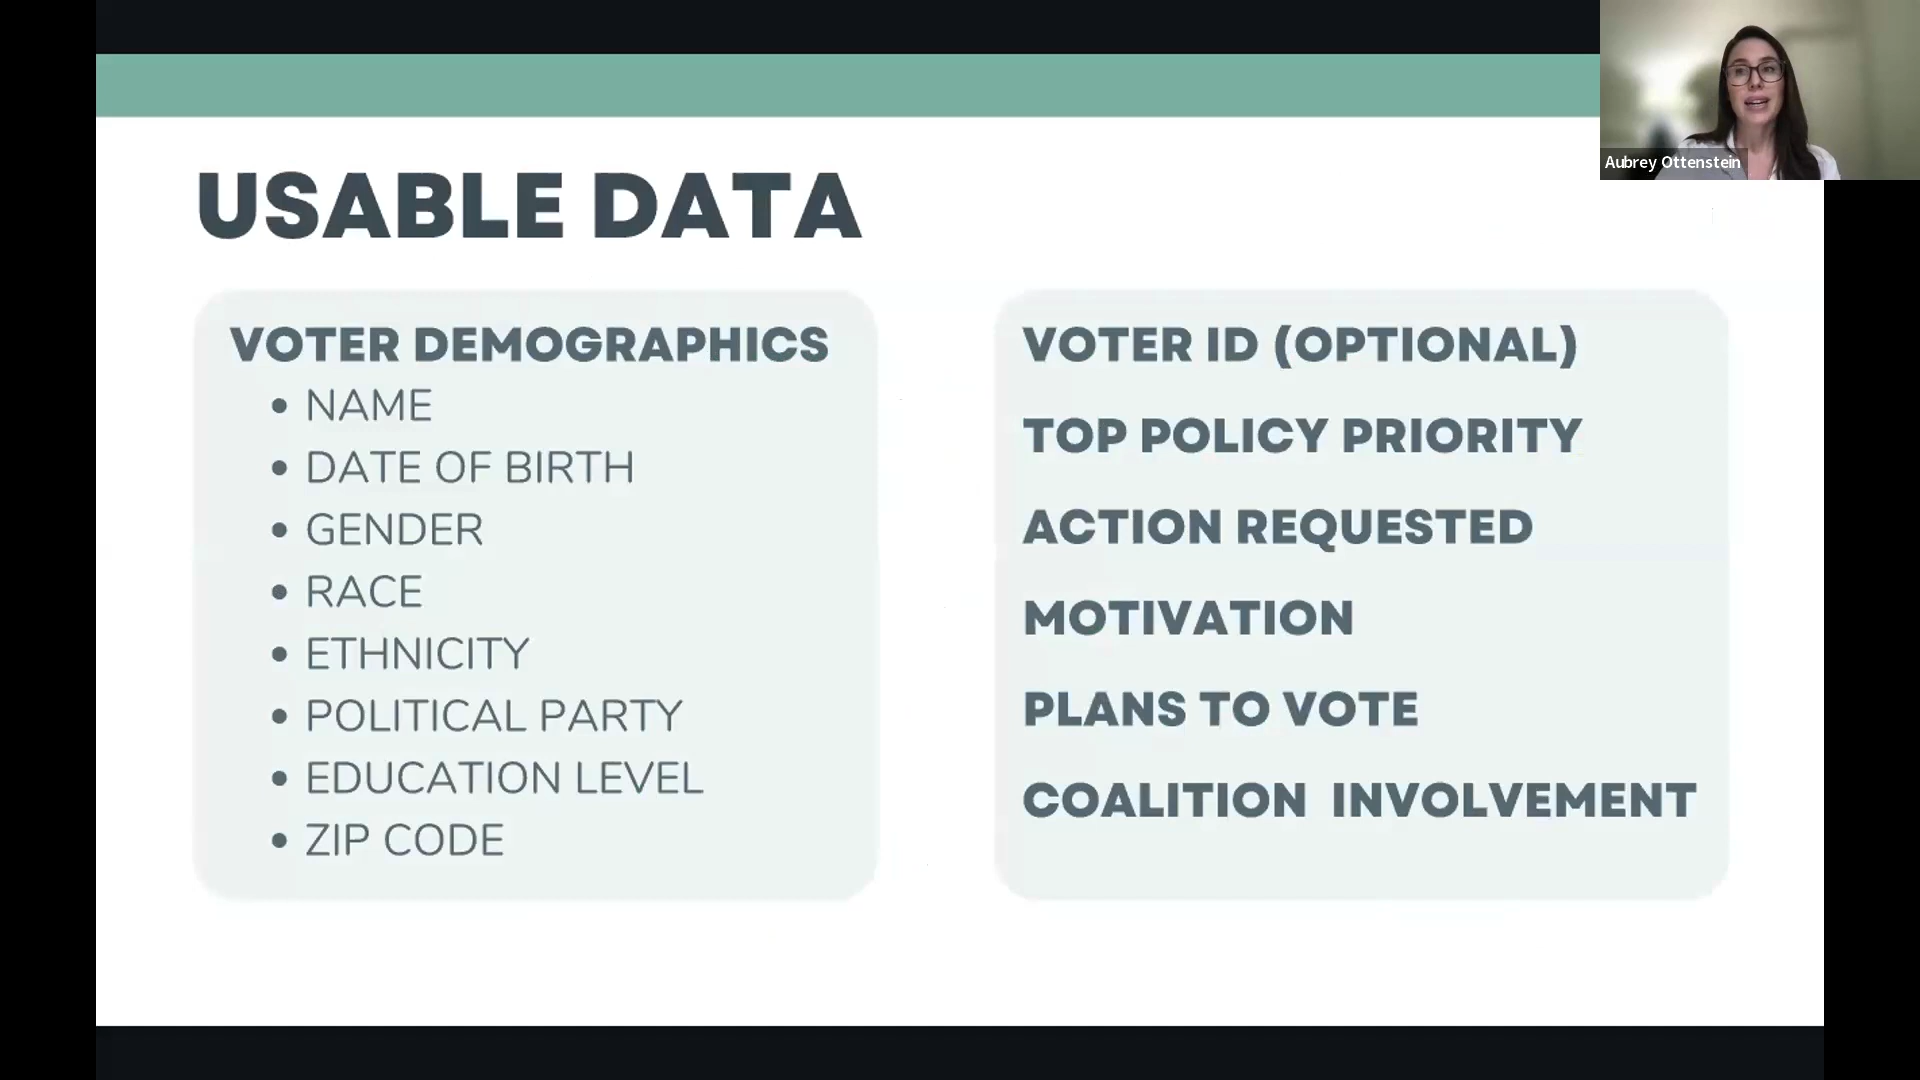 Aubrey Ottenstein
USABLE DATA
VOTER DEMOGRAPHICS
• NAME
• DATE OF BIRTH
• GENDER
• RACE
• ETHNICITY
• POLITICAL PARTY
• EDUCATION LEVEL
• ZIP CODE
VOTER ID (OPTIONAL)
TOP POLICY PRIORITY
ACTION REQUESTED
MOTIVATION
PLANS TO VOTE
COALITION INVOLVEMENT